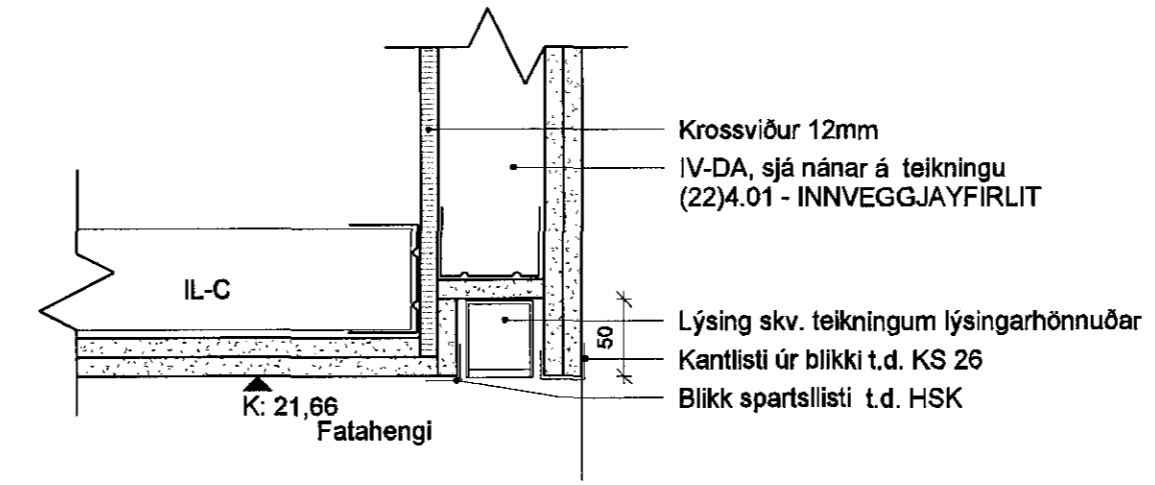 Krossviður 12mm
IV-DA, sjá nánar á teikningu
(22)4.01 - INNVEGGJAYFIRLIT
IL-C
50
Lýsing skv. teikningum lýsingarhönnuðar
Kantlisti úr blikki t.d. KS 26
Blikk spartsllisti t.d. HSK
K: 21,66
Fatahengi